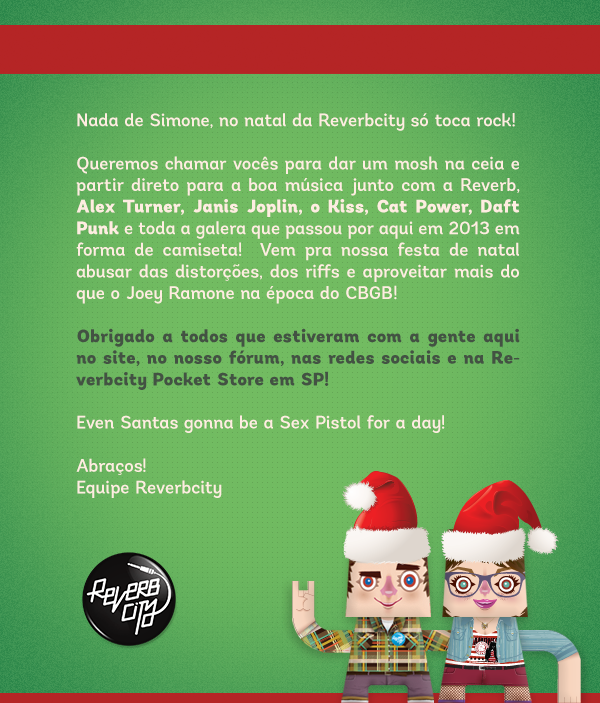 Nada de Simone, no natal da Reverbcity só toca rock!
Queremos chamar vocês para dar um mosh na ceia e
partir direto para a boa música junto com a Reverb,
Alex Turner, Janis Joplin, o Kiss, Cat Power, Daft
Punk e toda a galera que passou por aqui em 2013 em
forma de camiseta!  Vem pra nossa festa de natal
abusar das distorções, dos riffs e aproveitar mais do
que o Joey Ramone na época do CBGB!
Obrigado a todos que estiveram com a gente aqui
no site, no nosso fórum, nas redes sociais e na Re-
verbcity Pocket Store em SP!
Even Santas gonna be a Sex Pistol for a day!
Abraços!
Equipe Reverbcity
REVERB
CITY